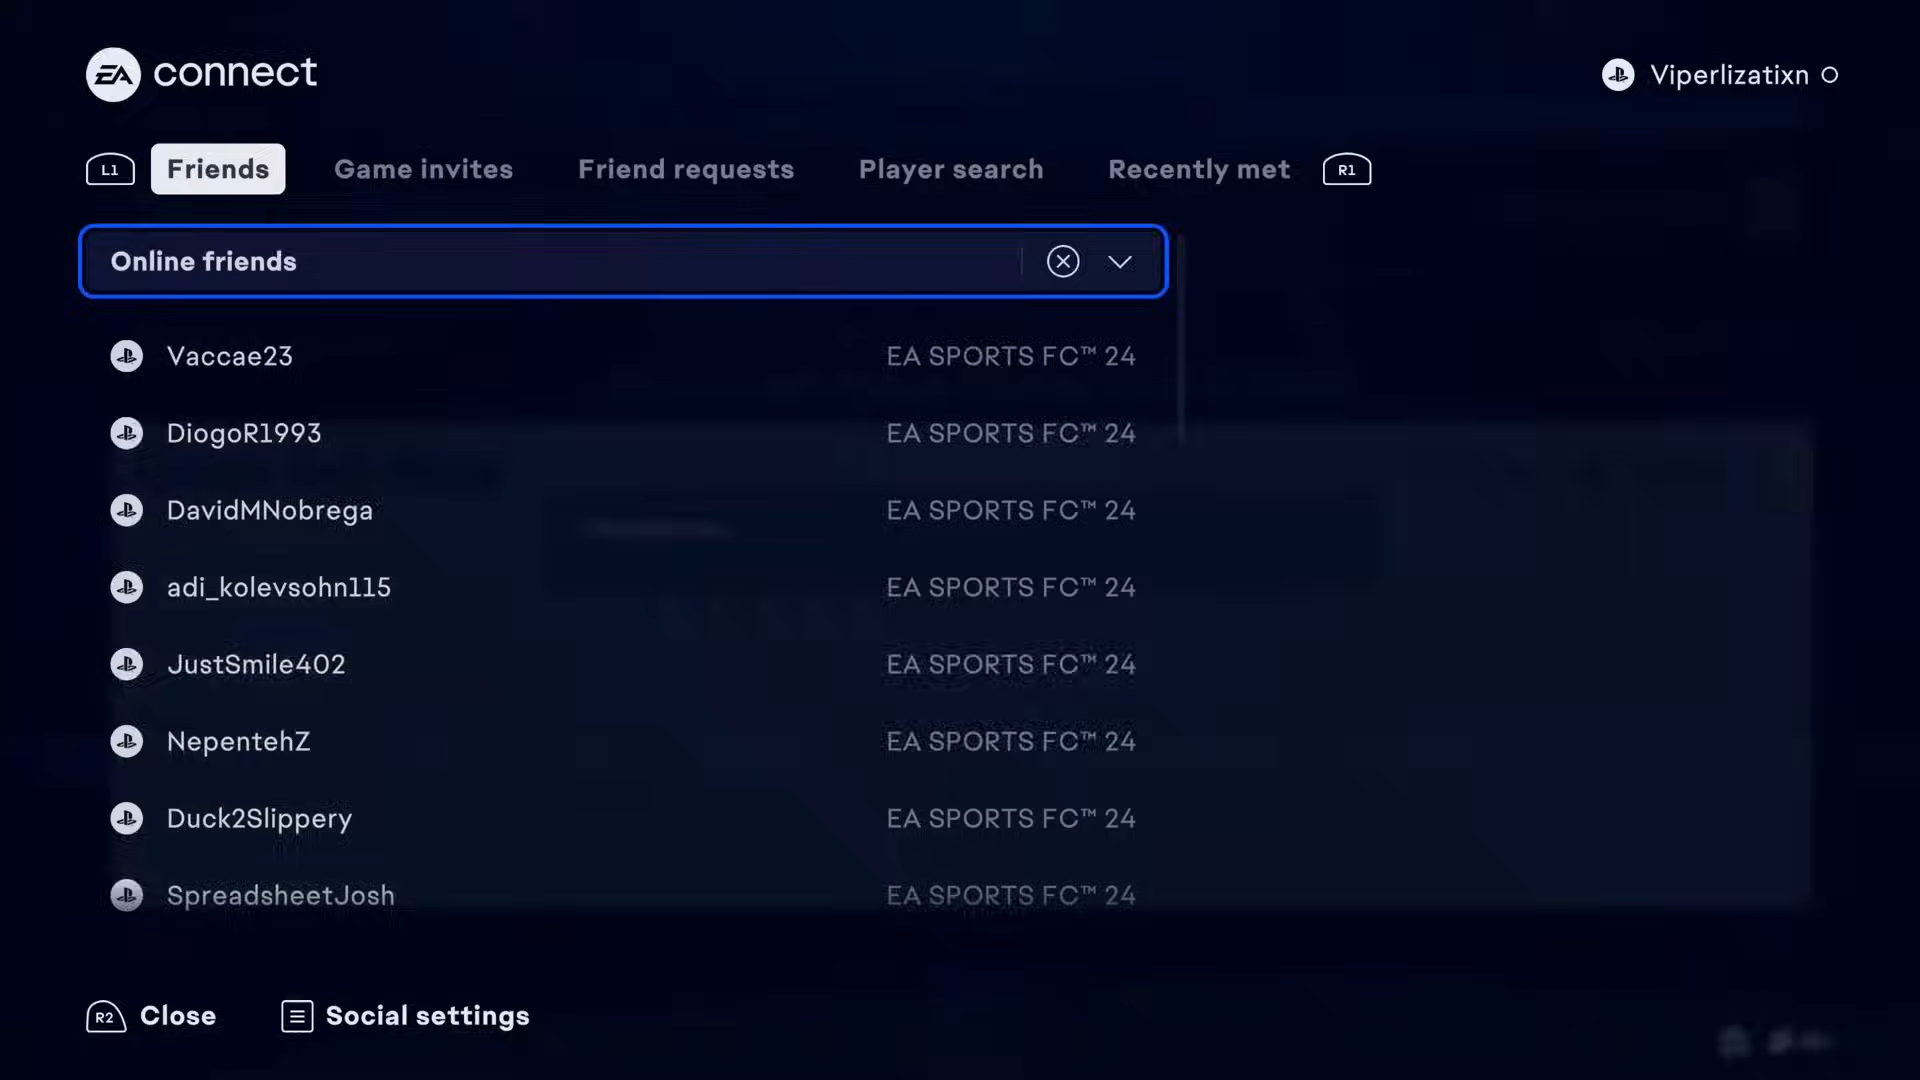 EA connect
Viperlizatixn
L1 Friends Game invites Friend requests Player search Recently met R1
Online friends
Vaccae23 EA SPORTS FC™ 24
DiogoR1993 EA SPORTS FC™ 24
DavidMNobrega EA SPORTS FC™ 24
adi_kolevsohn115 EA SPORTS FC™ 24
JustSmile402 EA SPORTS FC™ 24
NepentehZ EA SPORTS FC™ 24
Duck2Slippery EA SPORTS FC™ 24
SpreadsheetJosh EA SPORTS FC™ 24
R2 Close Social settings